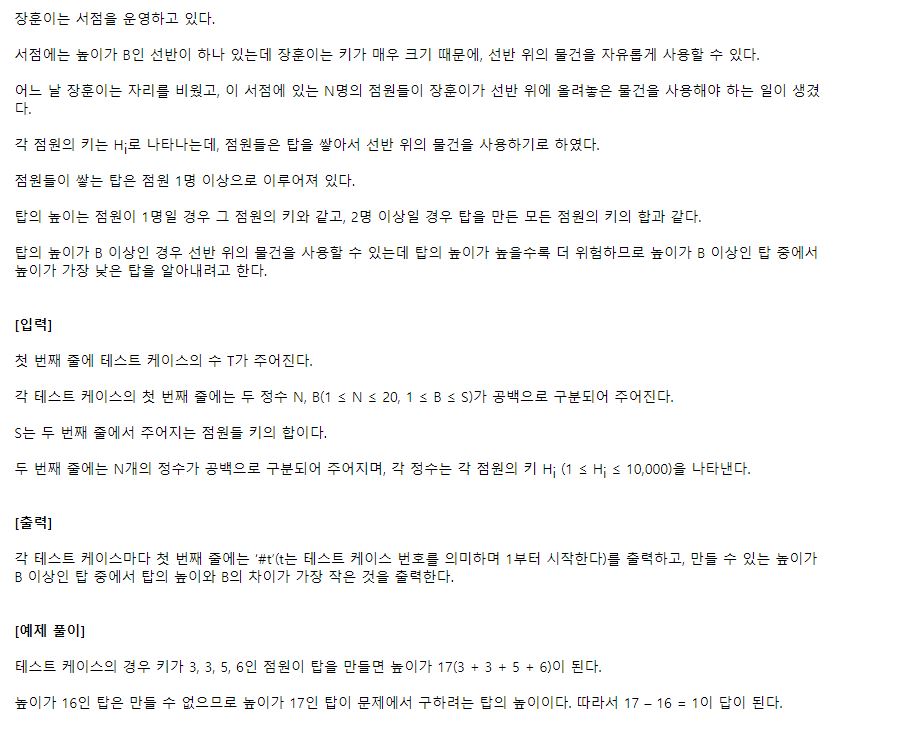 장훈이는 서점을 운영하고 있다.
서점에는 높이가 B인 선반이 하나 있는데 장훈이는 키가 매우 크기 때문에, 선반 위의 물건을 자유롭게 사용할 수 있다.
어느 날 장훈이는 자리를 비웠고, 이 서점에 있는 N명의 점원들이 장훈이가 선반 위에 올려놓은 물건을 사용해야 하는 일이 생겼
다.
각 점원의 키는 Hi로 나타나는데, 점원들은 탑을 쌓아서 선반 위의 물건을 사용하기로 하였다.
점원들이 쌓는 탑은 점원 1명 이상으로 이루어져 있다.
탑의 높이는 점원이 1명일 경우 그 점원의 키와 같고, 2명 이상일 경우 탑을 만든 모든 점원의 키의 합과 같다.
탑의 높이가 B 이상인 경우 선반 위의 물건을 사용할 수 있는데 탑의 높이가 높을수록 더 위험하므로 높이가 B 이상인 탑 중에서
높이가 가장 낮은 탑을 알아내려고 한다.
[입력]
첫 번째 줄에 테스트 케이스의 수 T가 주어진다.
각 테스트 케이스의 첫 번째 줄에는 두 정수 N, B(1 ≤ N ≤ 20, 1 ≤ B ≤ S)가 공백으로 구분되어 주어진다.
S는 두 번째 줄에서 주어지는 점원들 키의 합이다.
두 번째 줄에는 N개의 정수가 공백으로 구분되어 주어지며, 각 정수는 각 점원의 키 Hi (1 ≤ Hi ≤ 10,000)을 나타낸다.
[출력]
각 테스트 케이스마다 첫 번째 줄에는 '#t'(t는 테스트 케이스 번호를 의미하며 1부터 시작한다)를 출력하고, 만들 수 있는 높이가
B 이상인 탑 중에서 탑의 높이와 B의 차이가 가장 작은 것을 출력한다.
[예제 풀이]
테스트 케이스의 경우 키가 3, 3, 5, 6인 점원이 탑을 만들면 높이가 17(3 + 3 + 5 + 6)이 된다.
높이가 16인 탑은 만들 수 없으므로 높이가 17인 탑이 문제에서 구하려는 탑의 높이이다. 따라서 17 – 16 = 1이 답이 된다.